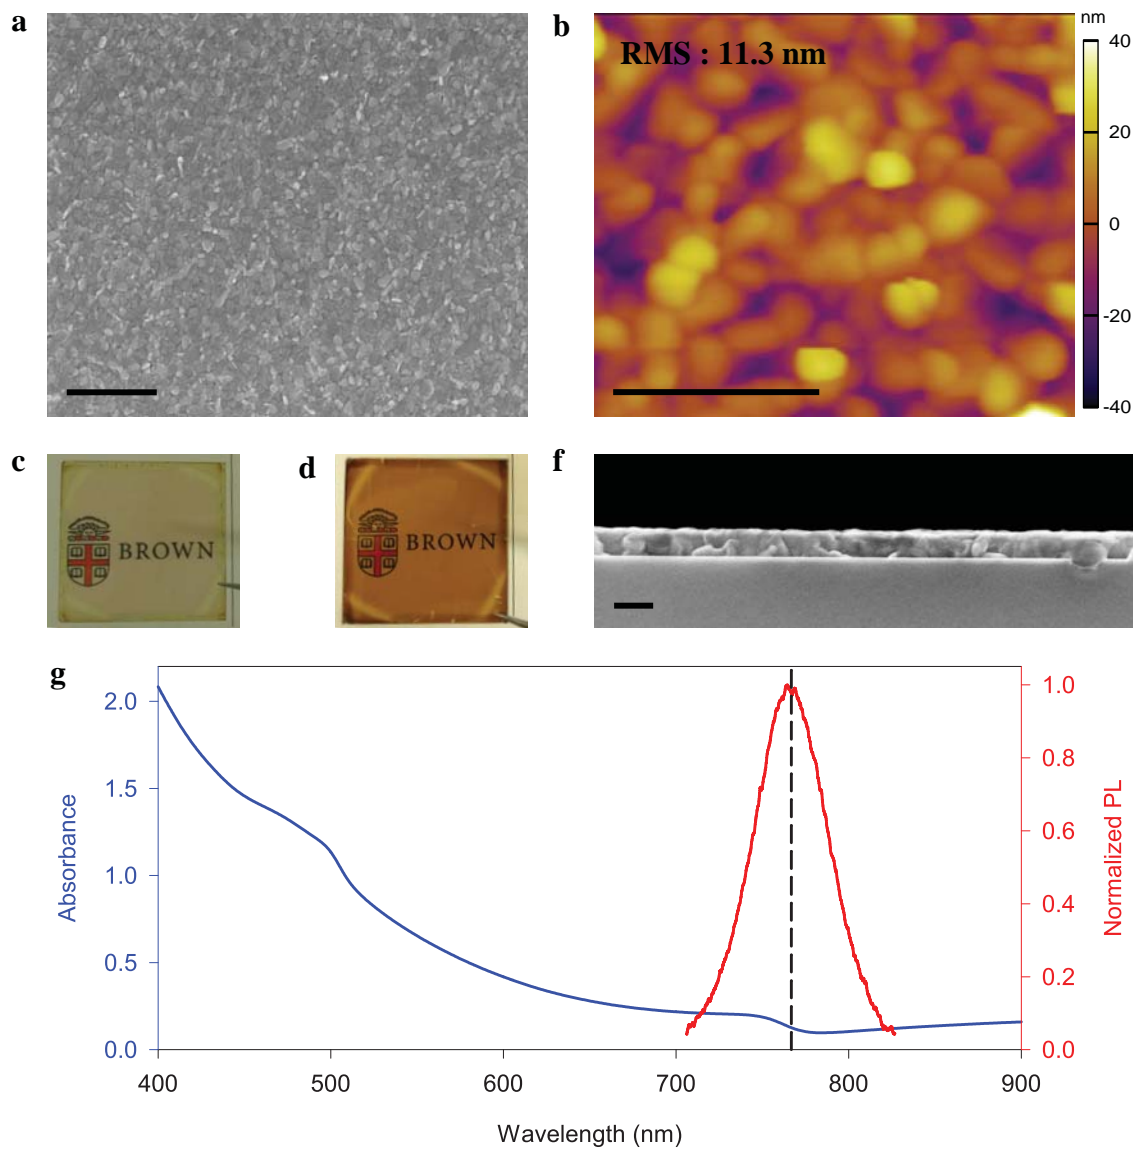 a
b
RMS : 11.3 nm
nm
40
20
0
-20
-40
c
BROWN
d
BROWN
f
g
2.0
1.5
1.0
0.5
0.0
Absorbance
1.0
0.8
0.6
0.4
0.2
0.0
Normalized PL
400 500 600 700 800 900
Wavelength (nm)